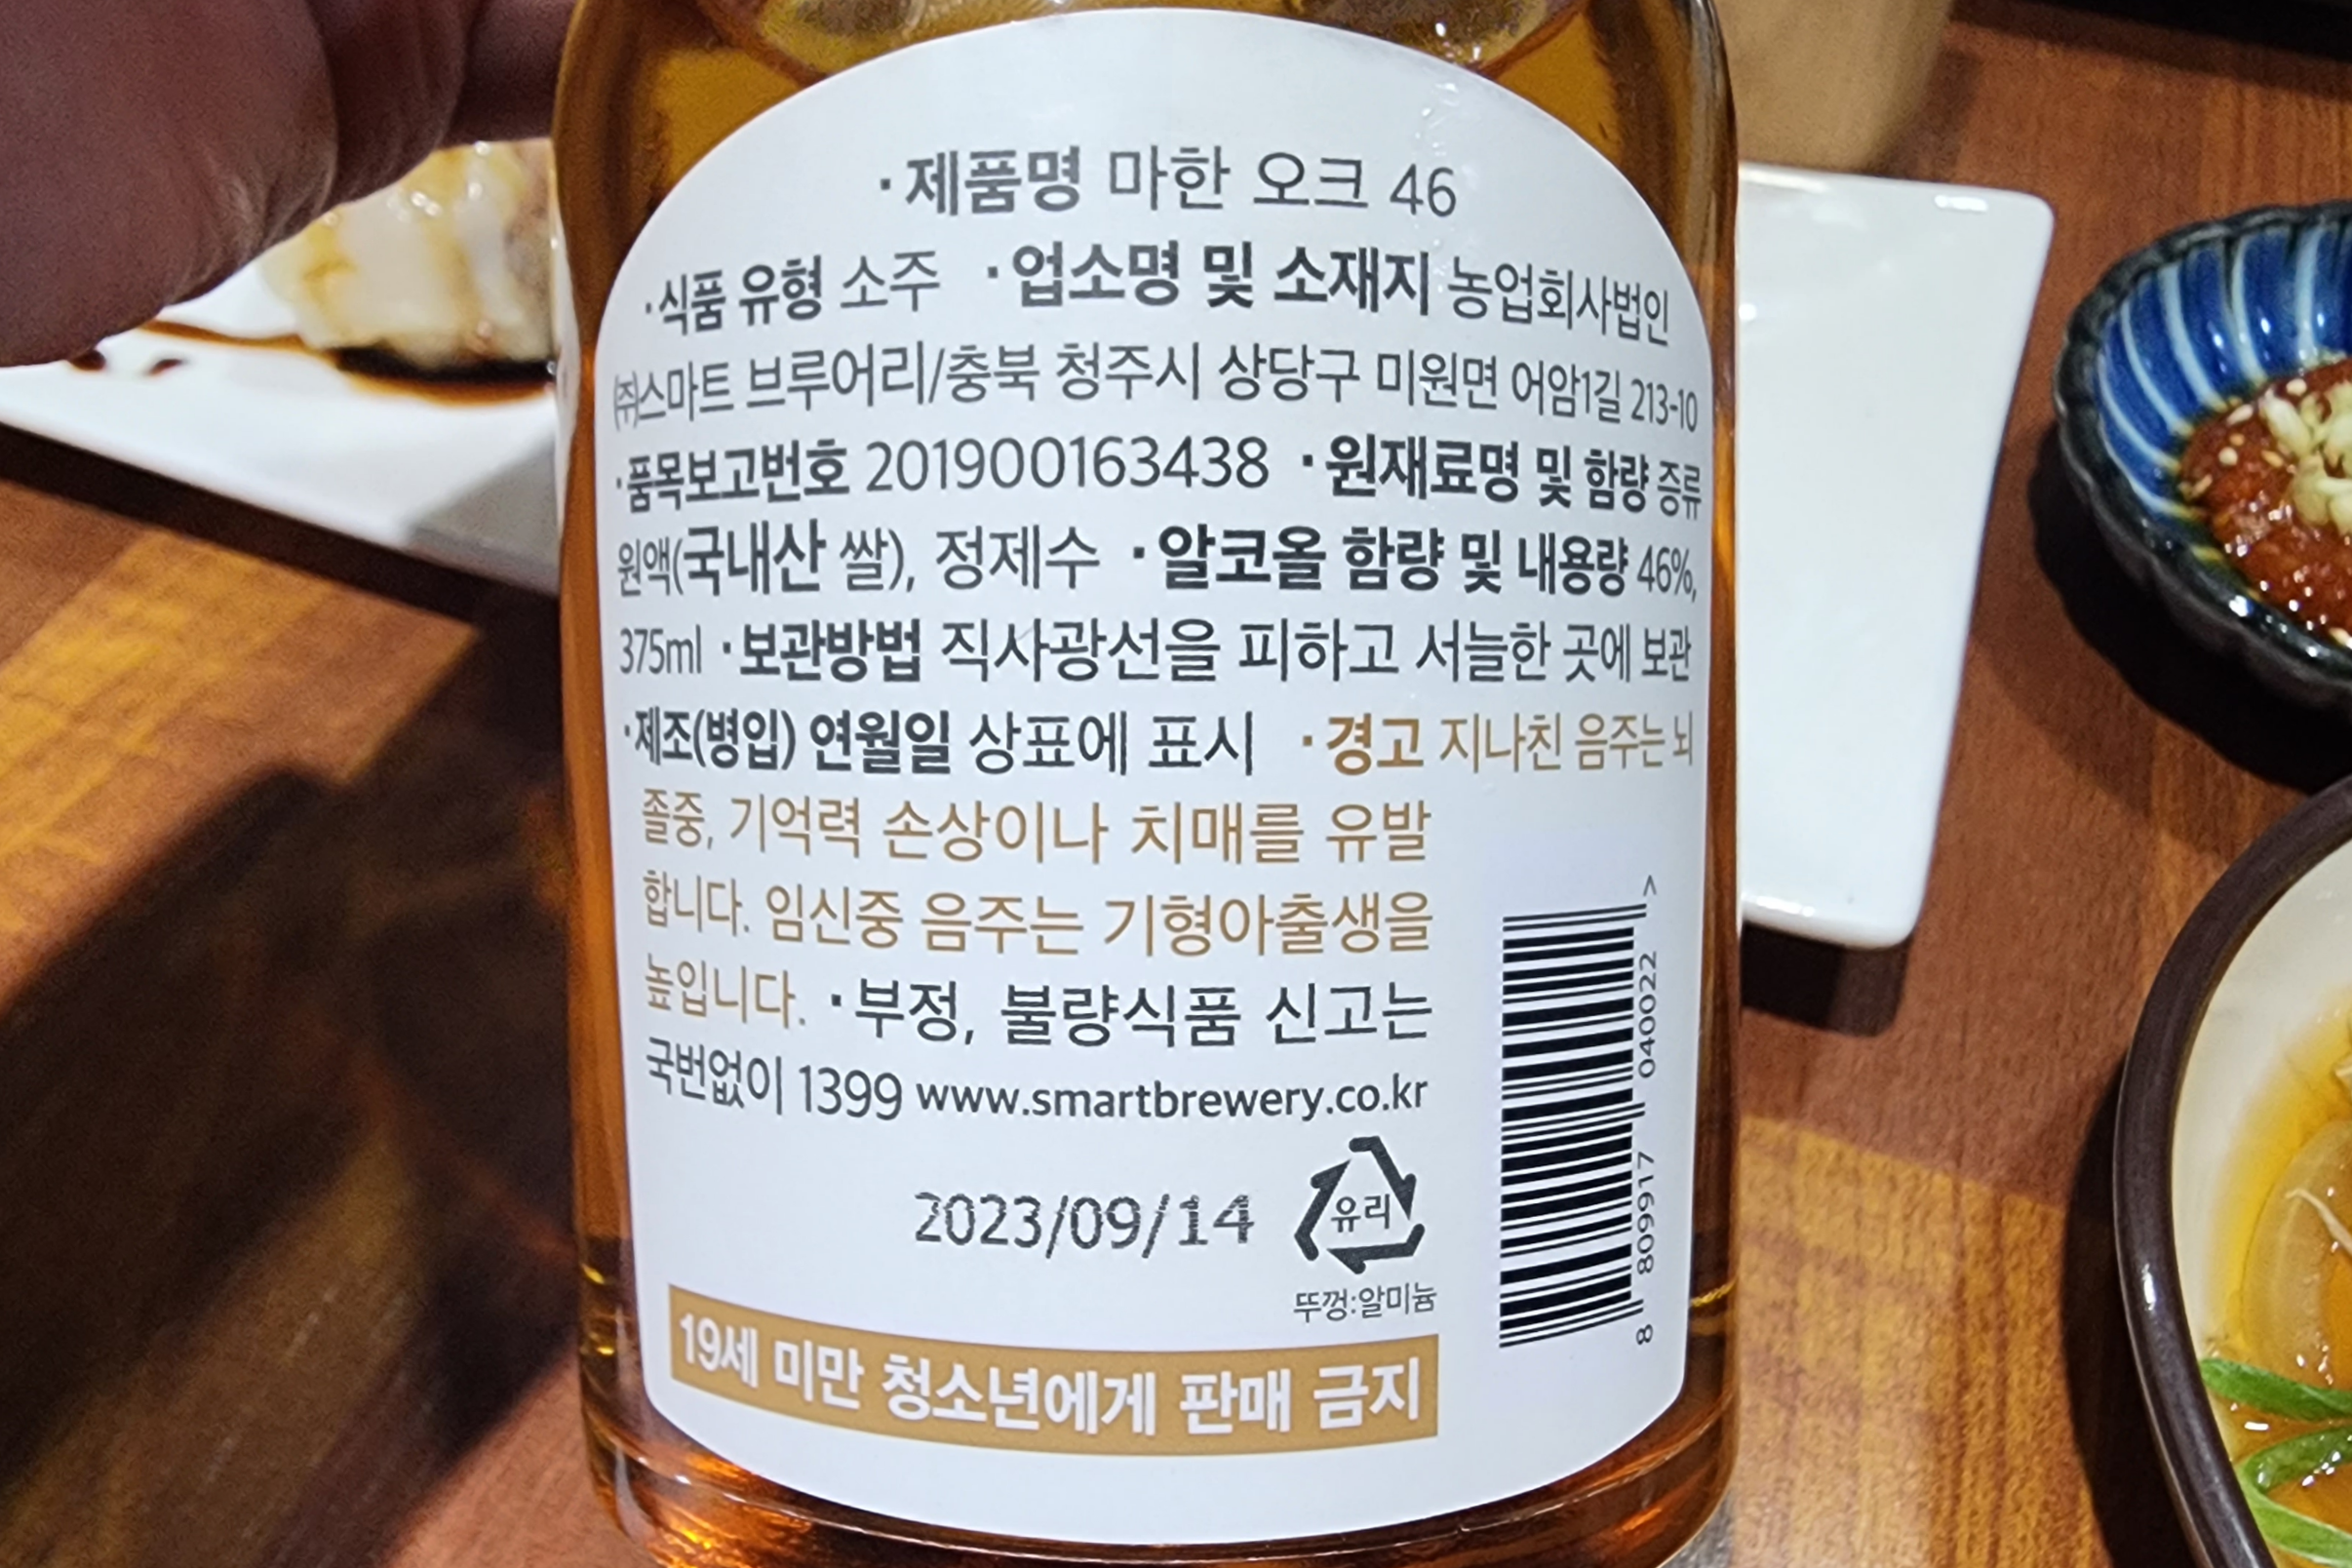 ·제품명 마한 오크 46
·식품 유형 소주 ·업소명 및 소재지 농업회사법인
㈜스마트 브루어리/충북 청주시 상당구 미원면 어암1길 213-10
·품목보고번호 201900163438 ·원재료명 및 함량 증류
원액(국내산 쌀), 정제수 ·알코올 함량 및 내용량 46%,
375ml ·보관방법 직사광선을 피하고 서늘한 곳에 보관
·제조(병입) 연월일 상표에 표시 ·경고 지나친 음주는 뇌
졸중, 기억력 손상이나 치매를 유발
합니다. 임신중 음주는 기형아출생을
높입니다. ·부정, 불량식품 신고는
국번없이 1399 www.smartbrewery.co.kr
2023/09/14
유리
뚜껑:알미늄
19세 미만 청소년에게 판매 금지
8 809917 040022 >